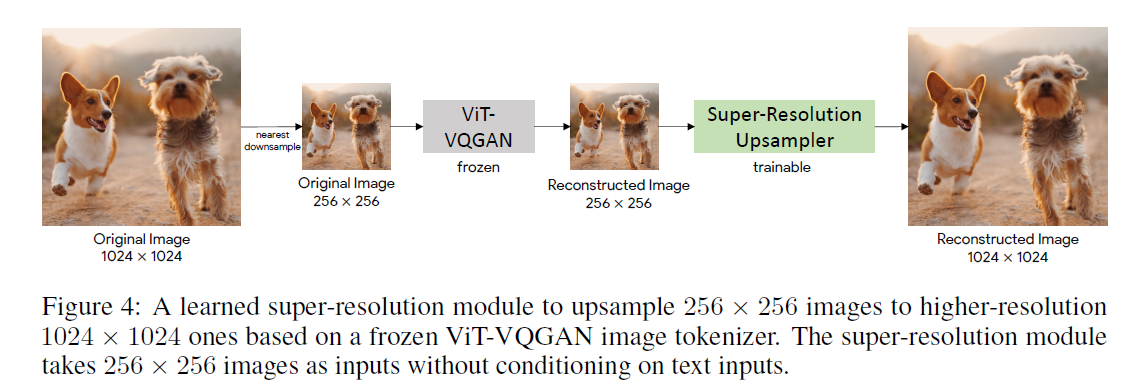 nearest
downsample
ViT-
VQGAN
Super-Resolution
Upsampler
frozen
trainable
Original Image
256 × 256
Reconstructed Image
256 × 256
Original Image
1024 × 1024
Reconstructed Image
1024 × 1024
Figure 4: A learned super-resolution module to upsample 256 × 256 images to higher-resolution
1024 × 1024 ones based on a frozen ViT-VQGAN image tokenizer. The super-resolution module
takes 256 × 256 images as inputs without conditioning on text inputs.